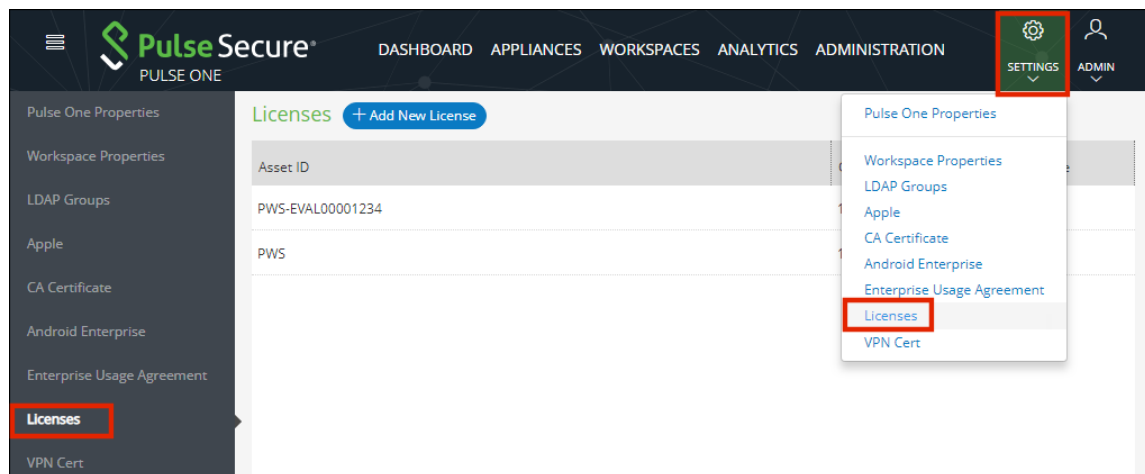 Pulse Secure
PULSE ONE
DASHBOARD APPLIANCES WORKSPACES ANALYTICS ADMINISTRATION
SETTINGS
ADMIN
Pulse One Properties
Workspace Properties
LDAP Groups
Apple
CA Certificate
Android Enterprise
Enterprise Usage Agreement
Licenses
VPN Cert
Licenses
+ Add New License
Asset ID
PWS-EVAL00001234
PWS
Pulse One Properties
Workspace Properties
LDAP Groups
Apple
CA Certificate
Android Enterprise
Enterprise Usage Agreement
Licenses
VPN Cert